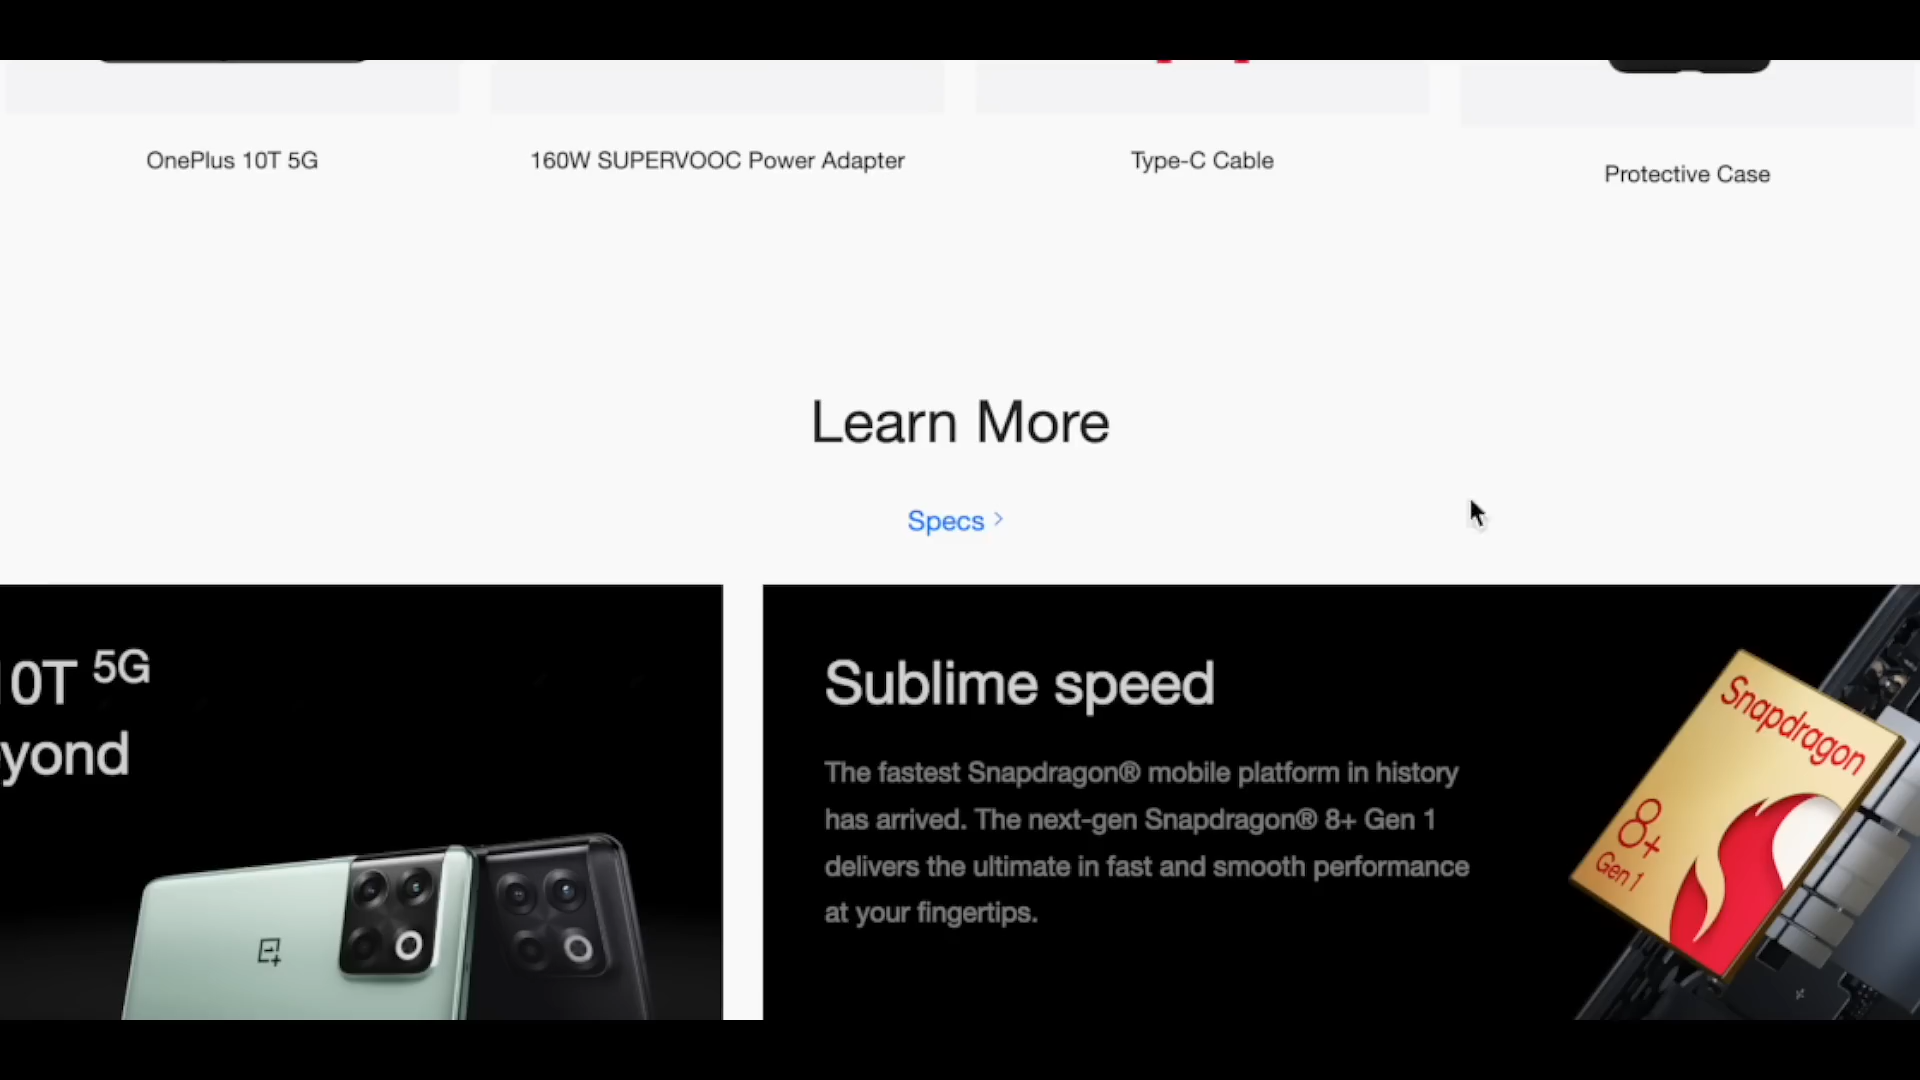 OnePlus 10T 5G
160W SUPERVOOC Power Adapter
Type-C Cable
Protective Case
Learn More
Specs >
10T 5G
yond
Sublime speed
The fastest Snapdragon® mobile platform in history
has arrived. The next-gen Snapdragon® 8+ Gen 1
delivers the ultimate in fast and smooth performance
at your fingertips.
Snapdragon
8+
Gen 1